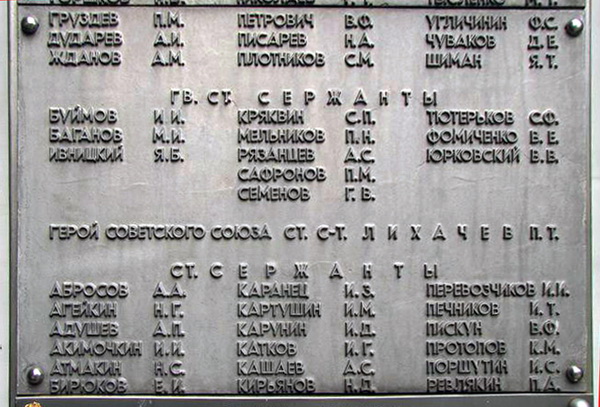 ГРУЗДЕВ П.М. ПЕТРОВИЧ В.Ф. УГЛИЧИНИН Ф.С.
ДУДАРЕВ А.И. ПИСАРЕВ Н.А. ЧУВАКОВ Д.Е.
ЖДАНОВ А.М. ПЛОТНИКОВ С.М. ШИМАН Я.Т.
ГВ. СТ. СЕРЖАНТЫ
БУЙМОВ И И. КРЯКВИН С-П. ТЮТЕРЬКОВ С.Ф.
БАГАНОВ М.И. МЕЛЬНИКОВ П.Н. ФОМИЧЕНКО В.Е.
ИВНИЦКИЙ Я.Б. РЯЗАНЦЕВ А.С. ЮРКОВСКИЙ В.В.
САФРОНОВ П.М.
СЕМЕНОВ Г.В.
ГЕРОЙ СОВЕТСКОГО СОЮЗА СТ. С-Т. ЛИХАЧЕВ П.Т.
СТ. СЕРЖАНТЫ
АБРОСОВ А.А. КАРАНЕЦ И.З. ПЕРЕВОЗЧИКОВ И.И.
АГЕЙКИН Н.Г. КАРТУШИН И.М. ПЕЧНИКОВ И.Т.
АДУШЕВ А.П. КАРУНИН И.Д. ПИСКУН В.Ф.
АКИМОЧКИН И.И. КАТКОВ И.Г. ПРОТОПОПОВ К.М.
АТМАКИН Н.С. КАШАЕВ А.С. ПОРШУТИН И.С.
БИРЮКОВ Е.И. КИРЬЯНОВ Н.Д. РЕВЛЯКИН П.А.